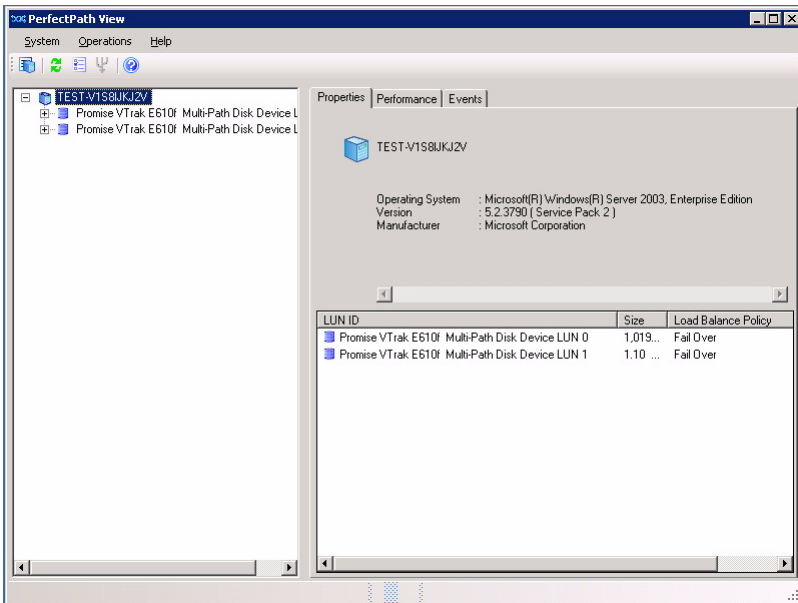 PerfectPath View
System Operations Help
TEST-V1S8IJKJ2V
Promise VTrak E610f Multi-Path Disk Device L
Promise VTrak E610f Multi-Path Disk Device L
Properties Performance Events
TEST-V1S8IJKJ2V
Operating System : Microsoft(R) Windows(R) Server 2003, Enterprise Edition
Version : 5.2.3790 ( Service Pack 2 )
Manufacturer : Microsoft Corporation
LUN ID Size Load Balance Policy
Promise VTrak E610f Multi-Path Disk Device LUN 0 1,019... Fail Over
Promise VTrak E610f Multi-Path Disk Device LUN 1 1.10 ... Fail Over